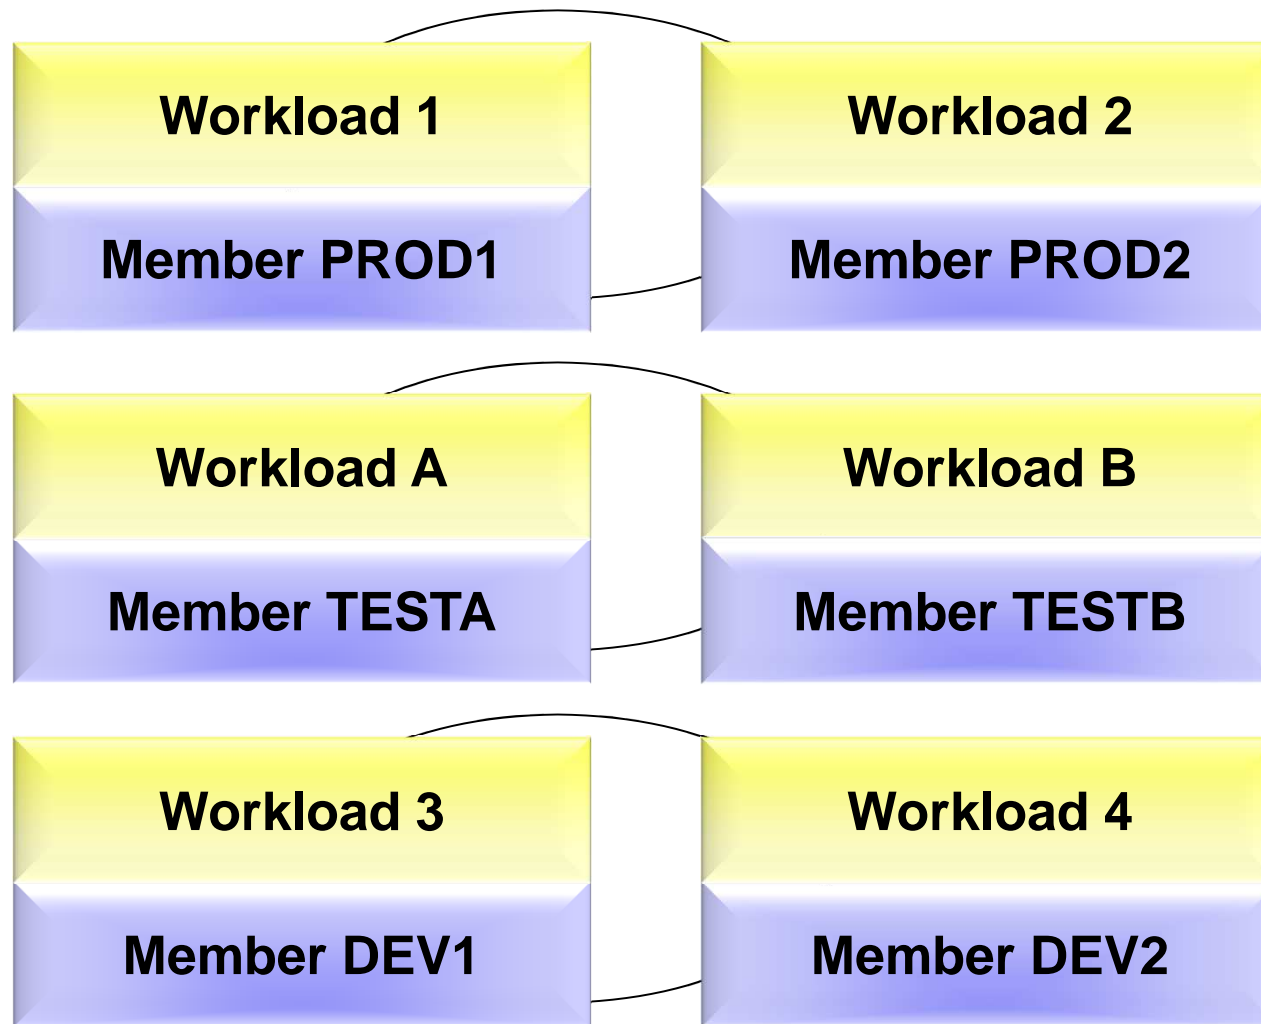 Workload 1
Workload 2
Member PROD1
Member PROD2
Workload A
Workload B
Member TESTA
Member TESTB
Workload 3
Workload 4
Member DEV1
Member DEV2